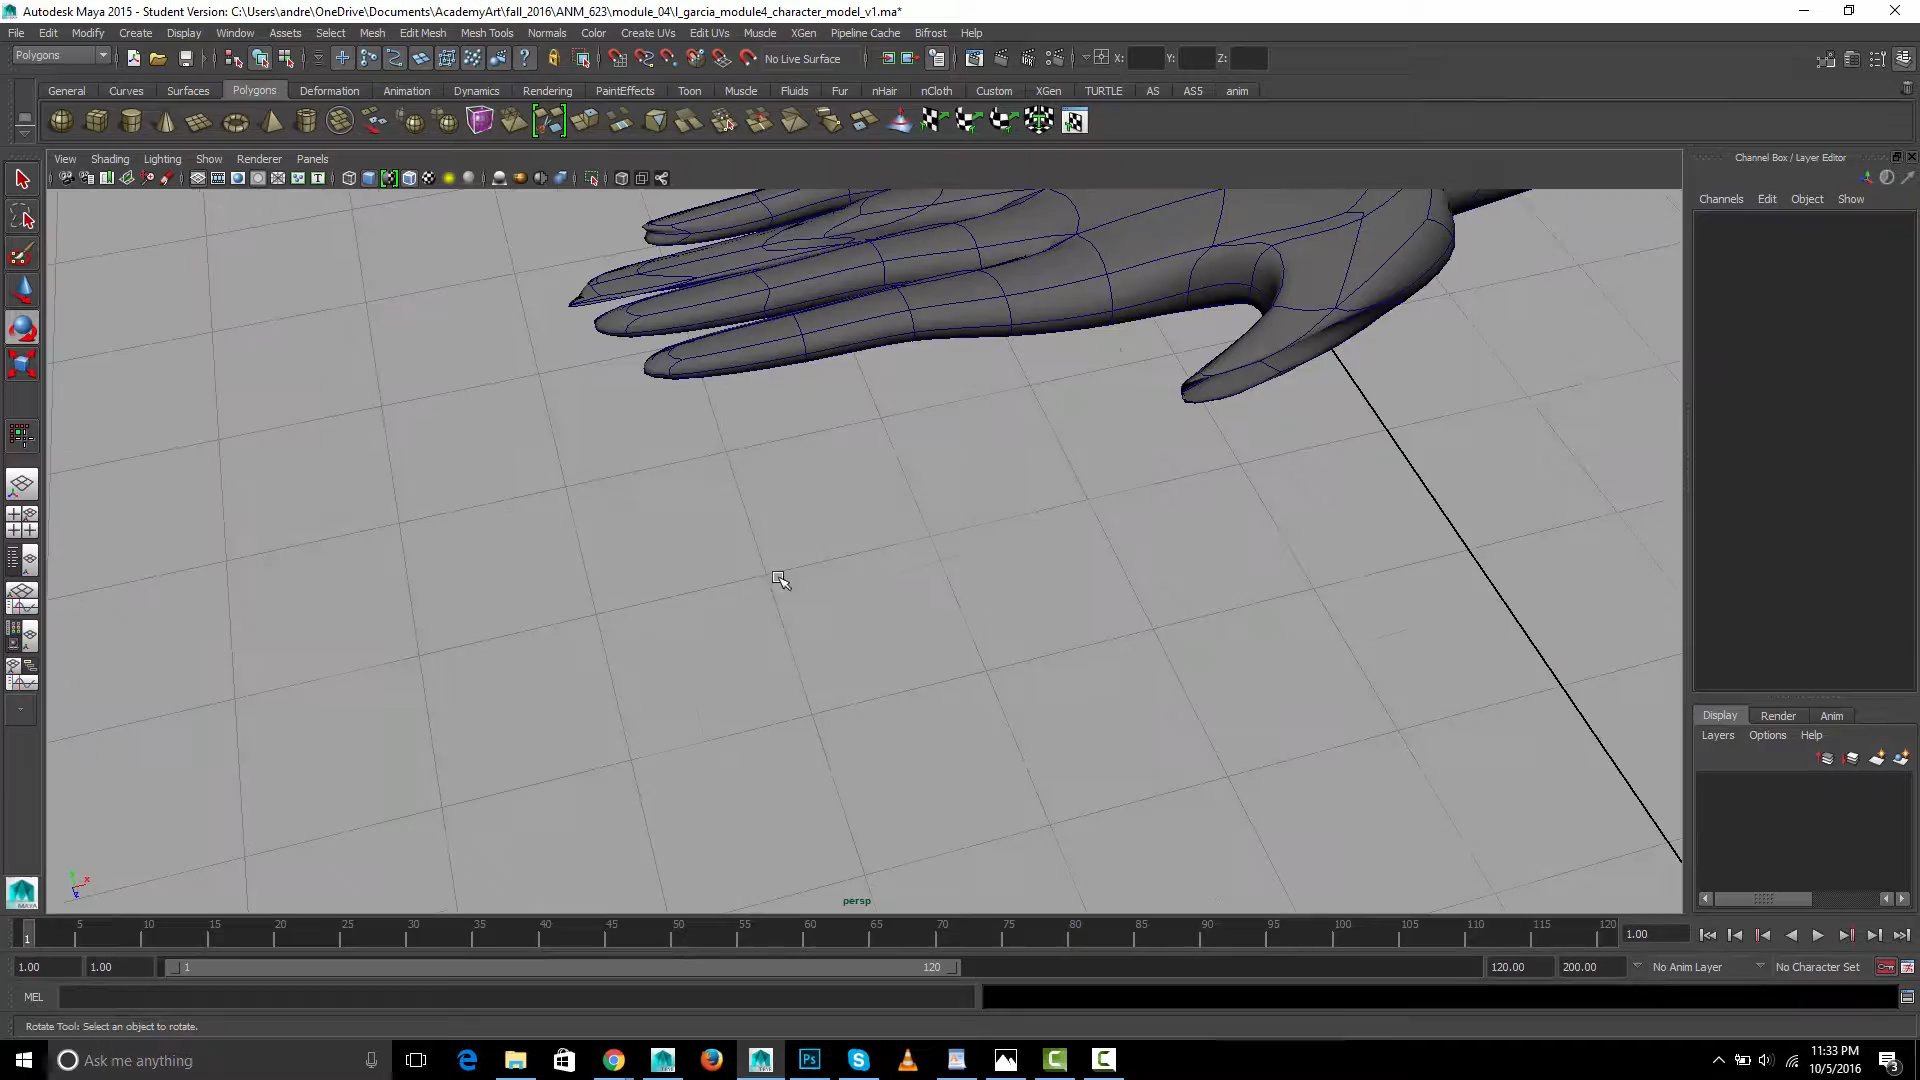 Autodesk Maya 2015 - Student Version: C:\Users\andre\OneDrive\Documents\AcademyArt\fall_2016\ANM_623\module_04\l_garcia_module4_character_model_v1.ma*
File Edit Modify Create Display Window Assets Select Mesh Edit Mesh Mesh Tools Normals Color Create UVs Edit UVs Muscle XGen Pipeline Cache Bifrost Help
Polygons No Live Surface X: Y: Z:
General Curves Surfaces Polygons Deformation Animation Dynamics Rendering PaintEffects Toon Muscle Fluids Fur nHair nCloth Custom XGen TURTLE AS AS5 anim
View Shading Lighting Show Renderer Panels
Channel Box / Layer Editor
Channels Edit Object Show
Display Render Anim
Layers Options Help
persp
1 5 10 15 20 25 30 35 40 45 50 55 60 65 70 75 80 85 90 95 100 105 110 115 120 1.00
1.00 1.00 1 120 120.00 200.00 No Anim Layer No Character Set
MEL
Rotate Tool: Select an object to rotate.
Ask me anything
11:33 PM
10/5/2016
3